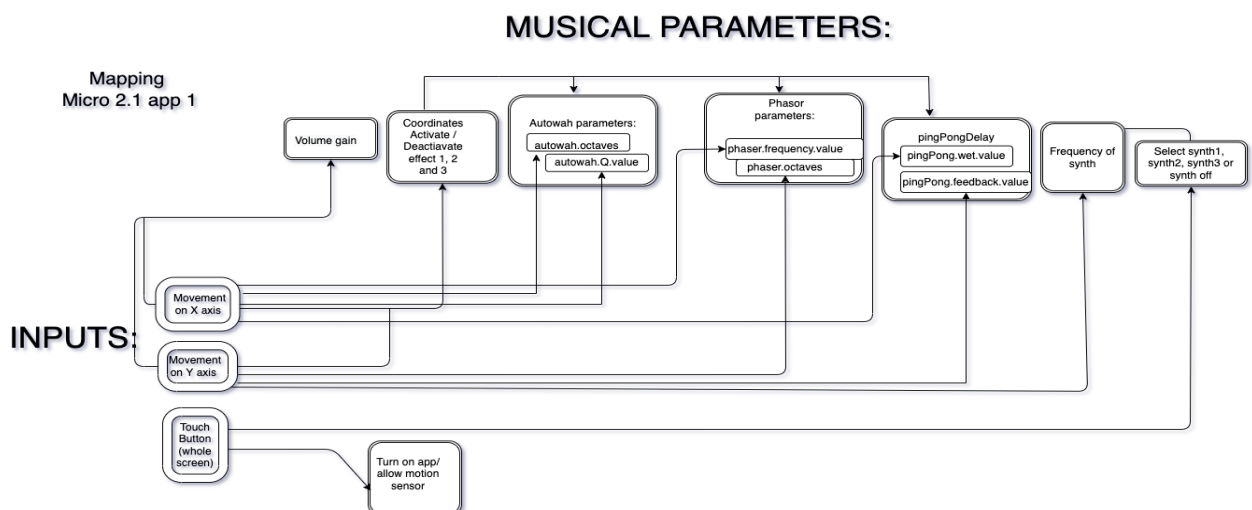 MUSICAL PARAMETERS:
Mapping
Micro 2.1 app 1
Volume gain
Coordinates
Activate /
Deactiavate
effect 1, 2
and 3
Autowah parameters:
autowah.octaves
autowah.Q.value
Phasor
parameters:
phaser.frequency.value
phaser.octaves
pingPongDelay
pingPong.wet.value
pingPong.feedback.value
Frequency of
synth
Select synth1,
synth2, synth3 or
synth off
INPUTS:
Movement
on X axis
Movement
on Y axis
Touch
Button
(whole
screen)
Turn on app/
allow motion
sensor